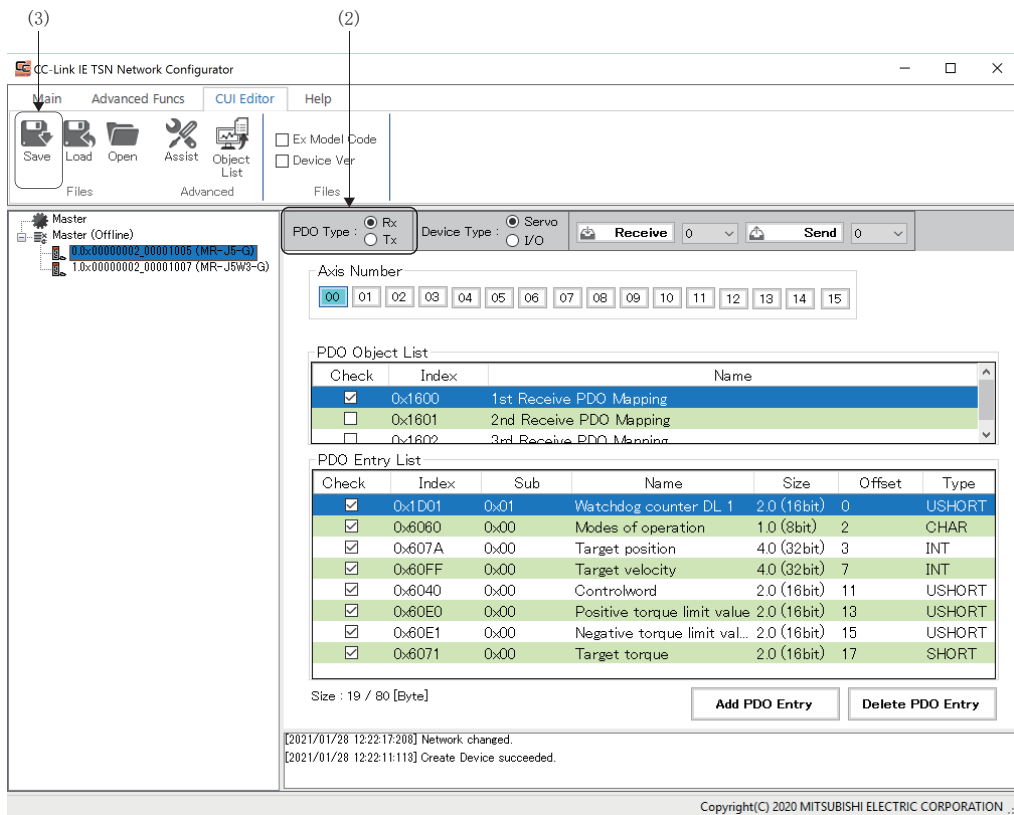 (3) (2)
CC-Link IE TSN Network Configurator
Main Advanced Funcs CUI Editor Help
Save Load Open Assist Object List
Ex Model Code
Device Ver
Files Advanced Files
Master
Master (Offline)
0.0x00000002_00001005 (MR-J5-G)
1.0x00000002_00001007 (MR-J5W3-G)
PDO Type : Rx Tx Device Type : Servo I/O Receive 0 Send 0
Axis Number
00 01 02 03 04 05 06 07 08 09 10 11 12 13 14 15
PDO Object List
Check Index Name
0x1600 1st Receive PDO Mapping
0x1601 2nd Receive PDO Mapping
0x1602 3rd Receive PDO Mapping
PDO Entry List
Check Index Sub Name Size Offset Type
0x1D01 0x01 Watchdog counter DL 1 2.0 (16bit) 0 USHORT
0x6060 0x00 Modes of operation 1.0 (8bit) 2 CHAR
0x607A 0x00 Target position 4.0 (32bit) 3 INT
0x60FF 0x00 Target velocity 4.0 (32bit) 7 INT
0x6040 0x00 Controlword 2.0 (16bit) 11 USHORT
0x60E0 0x00 Positive torque limit value 2.0 (16bit) 13 USHORT
0x60E1 0x00 Negative torque limit val... 2.0 (16bit) 15 USHORT
0x6071 0x00 Target torque 2.0 (16bit) 17 SHORT
Size : 19 / 80 [Byte]
Add PDO Entry Delete PDO Entry
[2021/01/28 12:22:17:208] Network changed.
[2021/01/28 12:22:11:113] Create Device succeeded.
Copyright(C) 2020 MITSUBISHI ELECTRIC CORPORATION